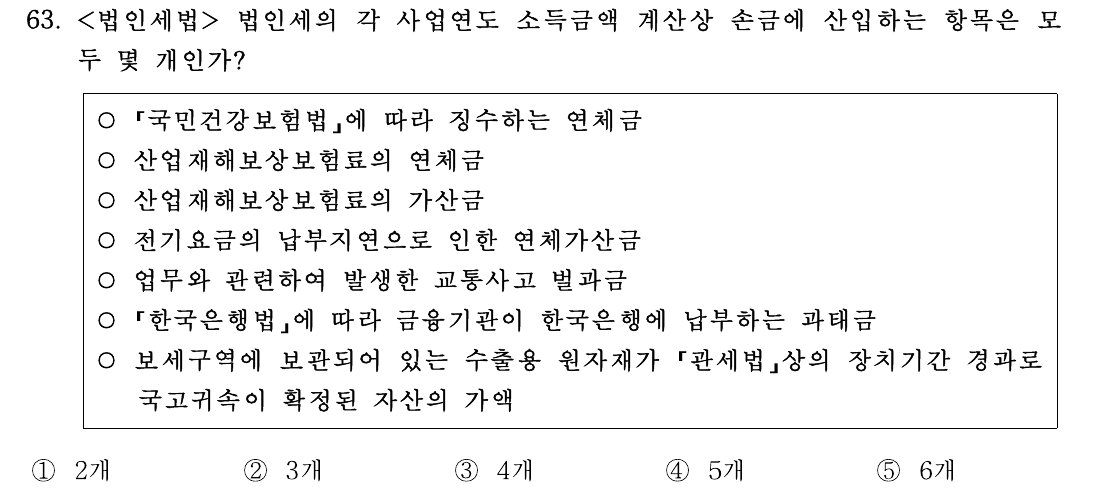 63. <법인세법> 법인세의 각 사업연도 소득금액 계산상 손금에 산입하는 항목은 모
두 몇 개인가?
○ 『국민건강보험법』에 따라 징수하는 연체금
○ 산업재해보상보험료의 연체금
○ 산업재해보상보험료의 가산금
○ 전기요금의 납부지연으로 인한 연체가산금
○ 업무와 관련하여 발생한 교통사고 벌과금
○ 『한국은행법』에 따라 금융기관이 한국은행에 납부하는 과태금
○ 보세구역에 보관되어 있는 수출용 원자재가 『관세법』상의 장치기간 경과로
국고귀속이 확정된 자산의 가액
① 2개 ② 3개 ③ 4개 ④ 5개 ⑤ 6개